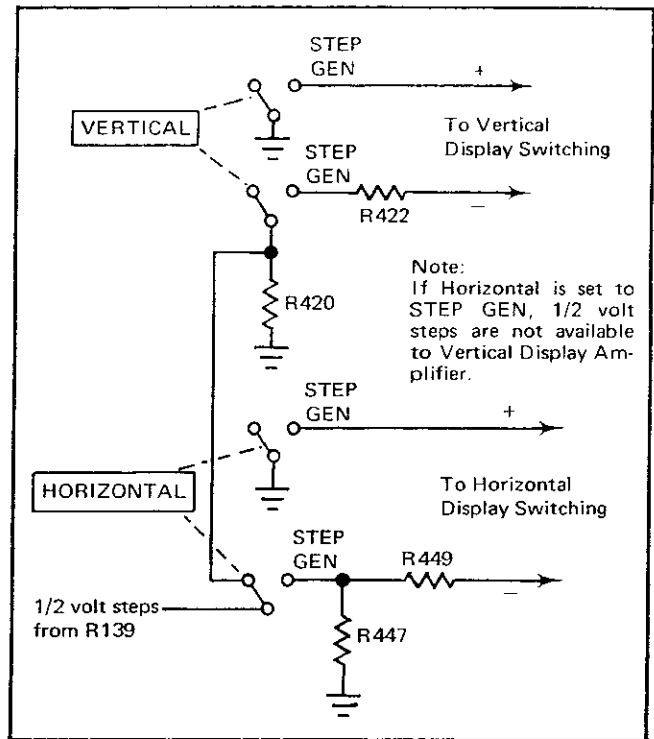 STEP
GEN
+
VERTICAL
To Vertical
Display Switching
STEP
GEN
R422
−
Note:
If Horizontal is set to
STEP GEN, 1/2 volt
steps are not available
to Vertical Display Am-
plifier.
R420
STEP
GEN
+
HORIZONTAL
To Horizontal
Display Switching
STEP
GEN
R449
−
1/2 volt steps
from R139
R447